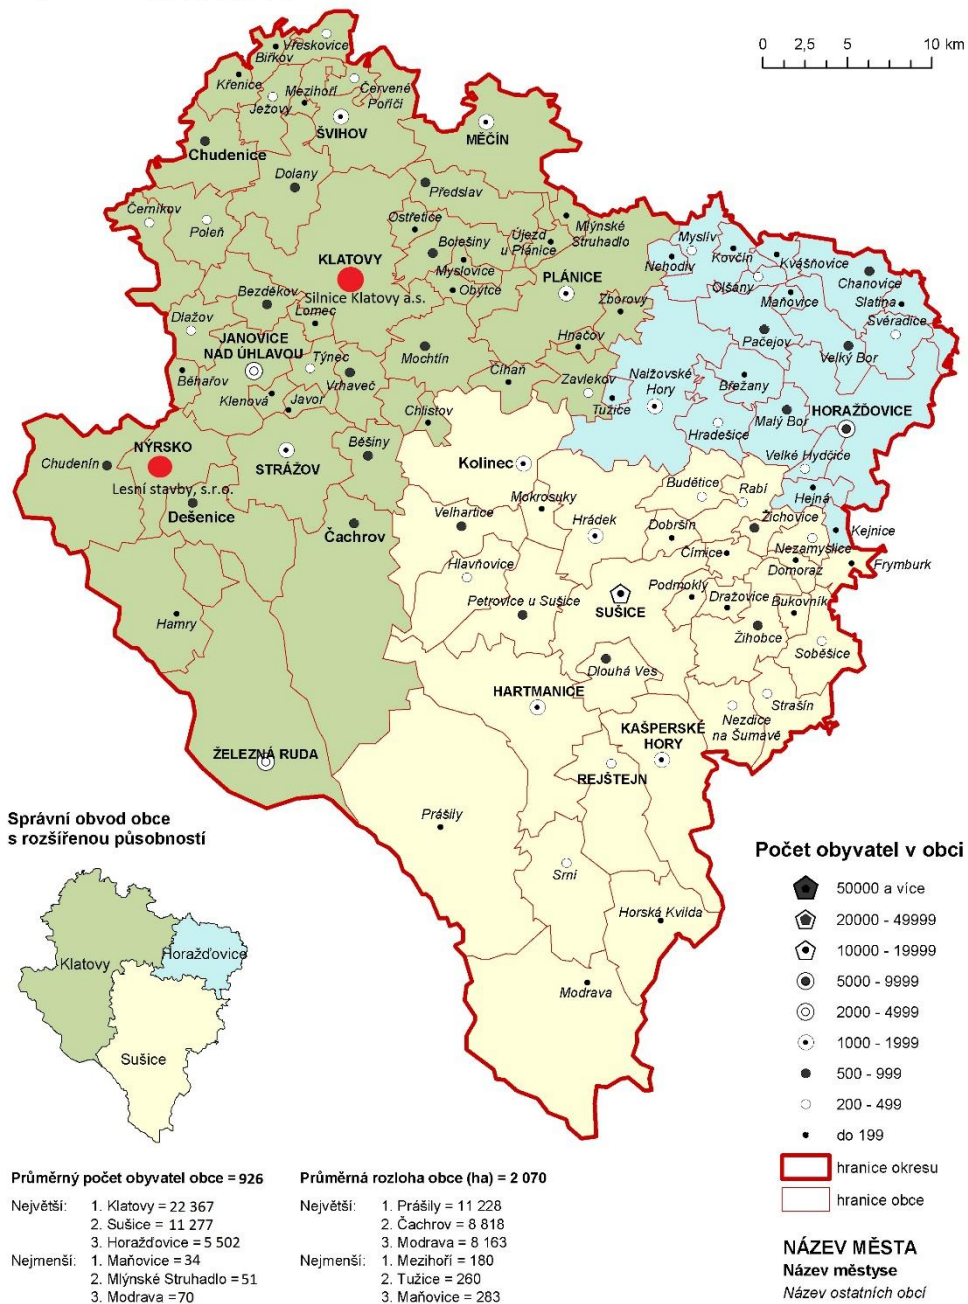 0 2,5 5 10 km
Vřeskovice
Biřkov
Křenice
Mezihoří
Červené
Poříčí
Ježovy
ŠVIHOV
MĚČÍN
Chudenice
Dolany
Předslav
Černíkov
Poleň
Ostřetice
Mlýnské
Struhadlo
Újezd
u Plánice
Bolešiny
Myslovice
KLATOVY
Silnice Klatovy a.s.
Obytce
PLÁNICE
Zborovy
Bezděkov
Lomec
Dlažov
JANOVICE
NAD ÚHLAVOU
Týnec
Mochtín
Hnačov
Běhařov
Vrhaveč
Číhaň
Zavlekov
Klenová
Javor
Chlistov
Mysliv
Kovčín
Nehodiv
Kvášňovice
Olšany
Chanovice
Maňovice
Slatina
Svéradice
Pačejov
Velký Bor
Nalžovské
Hory
Břežany
Tužice
Malý Bor
HORAŽĎOVICE
Hradešice
Velké Hydčice
Hejná
Kejnice
NÝRSKO
Chudenín
Lesní stavby, s.r.o.
STRÁŽOV
Běšiny
Dešenice
Čachrov
Hamry
ŽELEZNÁ RUDA
Kolinec
Mokrosuky
Velhartice
Hrádek
Budětice
Rabí
Dobršín
Žichovice
Čímice
Nezamyslice
Domoraz
Frymburk
Hlavňovice
Petrovice u Sušice
SUŠICE
Podmokly
Dražovice
Bukovník
Žihobce
Soběšice
Dlouhá Ves
HARTMANICE
Strašín
Nezdice
na Šumavě
KAŠPERSKÉ
HORY
REJŠTEJN
Prášily
Srní
Horská Kvilda
Modrava
Správní obvod obce
s rozšířenou působností
Klatovy
Horažďovice
Sušice
Počet obyvatel v obci
50000 a více
20000 - 49999
10000 - 19999
5000 - 9999
2000 - 4999
1000 - 1999
500 - 999
200 - 499
do 199
hranice okresu
hranice obce
NÁZEV MĚSTA
Název městyse
Název ostatních obcí
Průměrný počet obyvatel obce = 926
Největší: 1. Klatovy = 22 367
2. Sušice = 11 277
3. Horažďovice = 5 502
Nejmenší: 1. Maňovice = 34
2. Mlýnské Struhadlo = 51
3. Modrava = 70
Průměrná rozloha obce (ha) = 2 070
Největší: 1. Prášily = 11 228
2. Čachrov = 8 818
3. Modrava = 8 163
Nejmenší: 1. Mezihoří = 180
2. Tužice = 260
3. Maňovice = 283